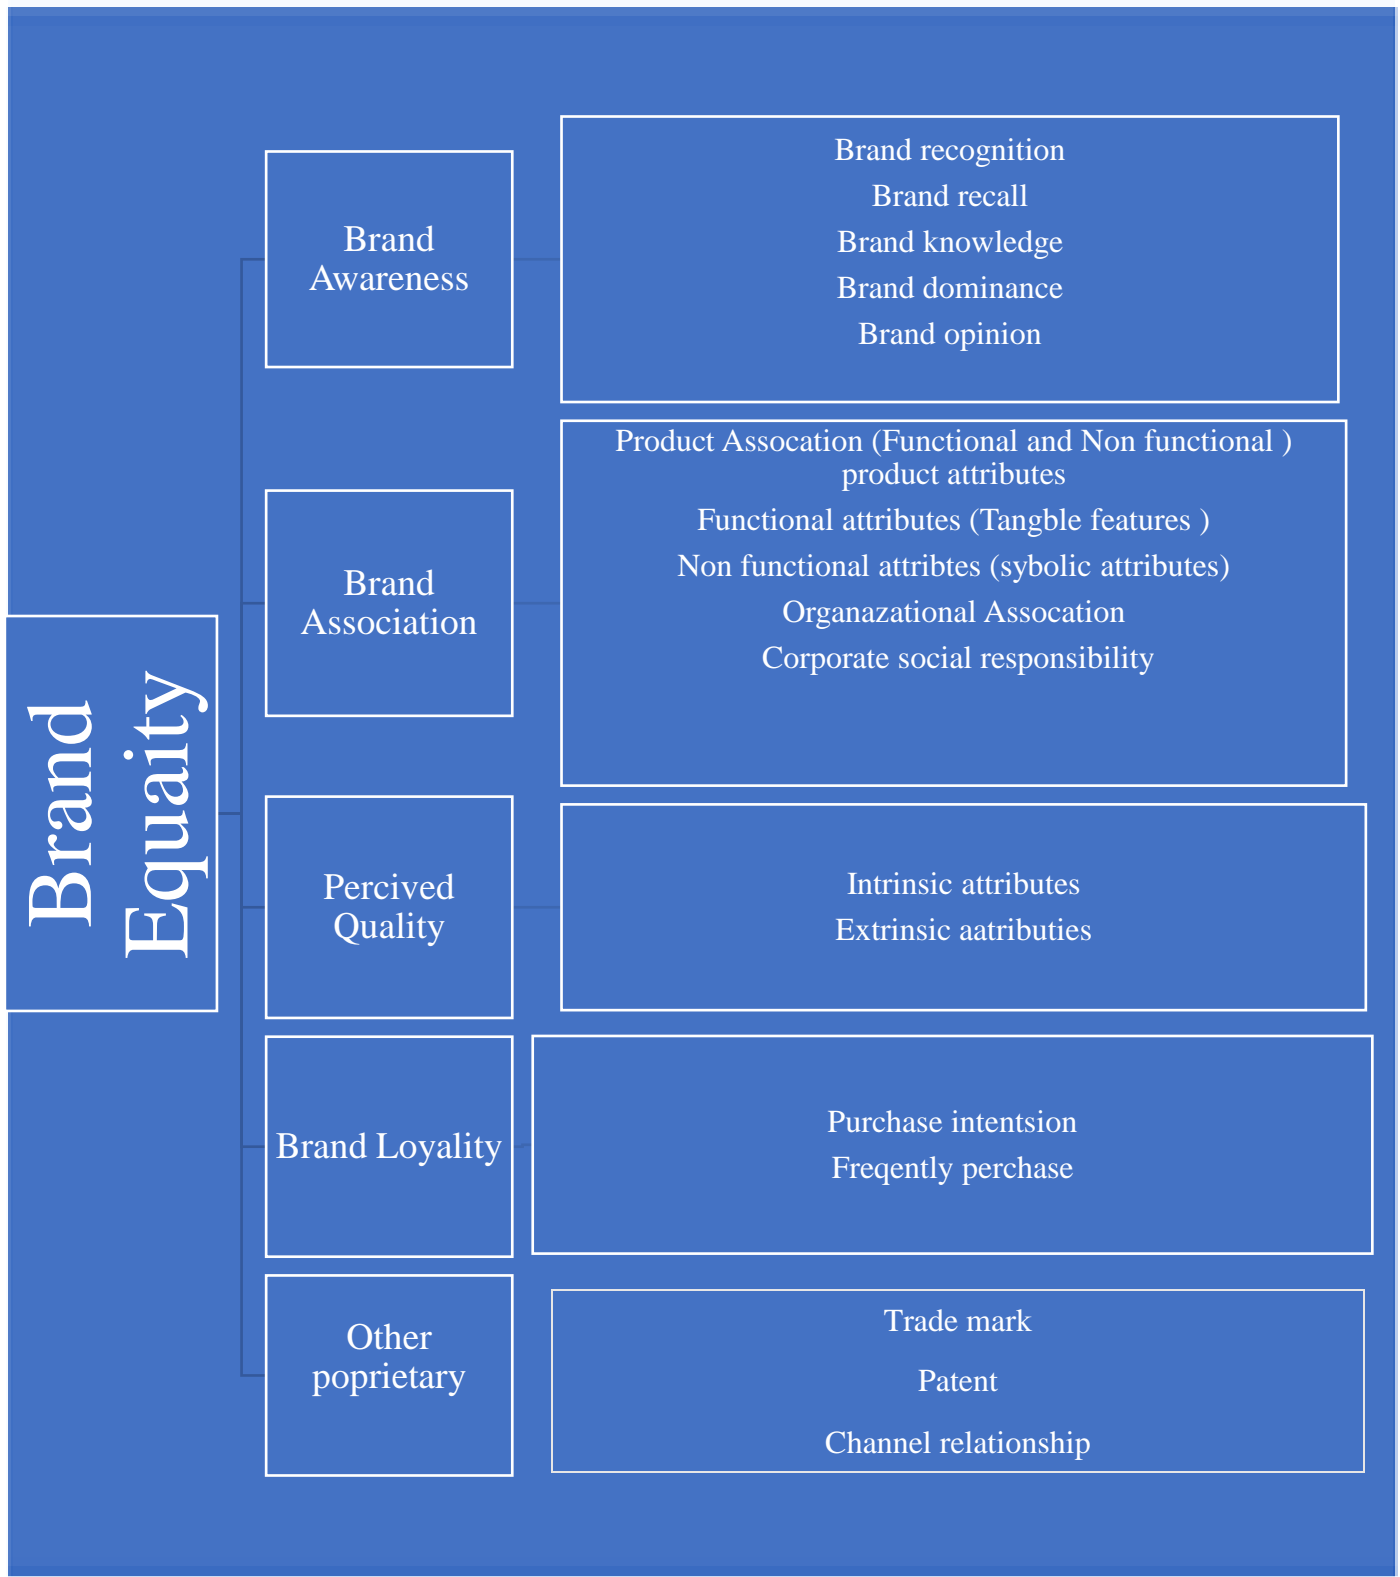 Brand
Equaity
Brand
Awareness
Brand recognition
Brand recall
Brand knowledge
Brand dominance
Brand opinion
Brand
Association
Product Assocation (Functional and Non functional )
product attributes
Functional attributes (Tangble features )
Non functional attribtes (sybolic attributes)
Organazational Assocation
Corporate social responsibility
Percived
Quality
Intrinsic attributes
Extrinsic aatributies
Brand Loyality
Purchase intentsion
Freqently perchase
Other
poprietary
Trade mark
Patent
Channel relationship